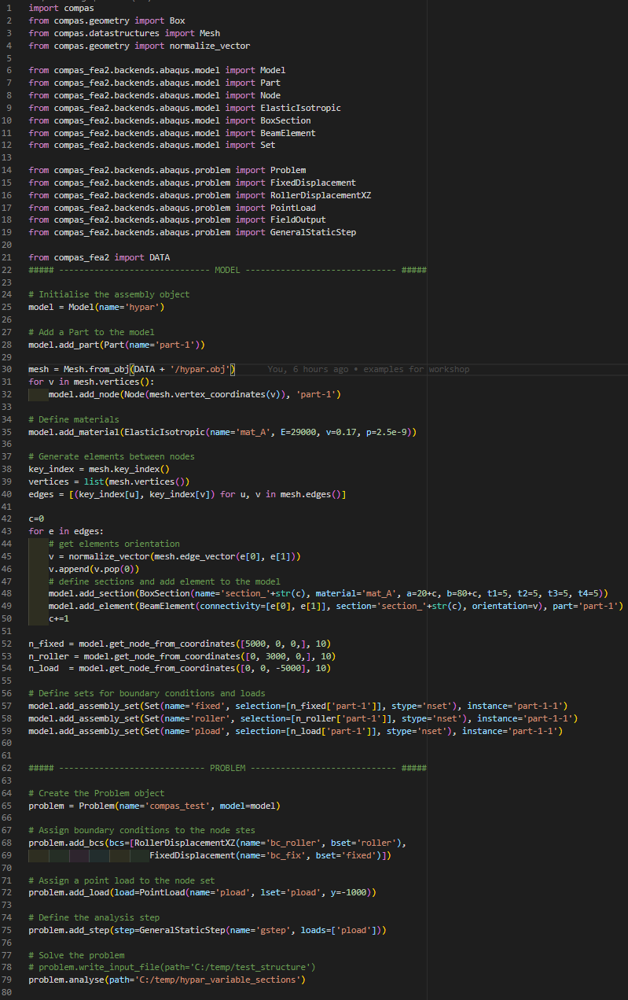 1 import compas
2 from compas.geometry import Box
3 from compas.datastructures import Mesh
4 from compas.geometry import normalize_vector
5
6 from compas_fea2.backends.abaqus.model import Model
7 from compas_fea2.backends.abaqus.model import Part
8 from compas_fea2.backends.abaqus.model import Node
9 from compas_fea2.backends.abaqus.model import ElasticIsotropic
10 from compas_fea2.backends.abaqus.model import BoxSection
11 from compas_fea2.backends.abaqus.model import BeamElement
12 from compas_fea2.backends.abaqus.model import Set
13
14 from compas_fea2.backends.abaqus.problem import Problem
15 from compas_fea2.backends.abaqus.problem import FixedDisplacement
16 from compas_fea2.backends.abaqus.problem import RollerDisplacementXZ
17 from compas_fea2.backends.abaqus.problem import PointLoad
18 from compas_fea2.backends.abaqus.problem import FieldOutput
19 from compas_fea2.backends.abaqus.problem import GeneralStaticStep
20
21 from compas_fea2 import DATA
22 ##### ------------------------------ MODEL ------------------------------ #####
23
24 # Initialise the assembly object
25 model = Model(name='hypar')
26
27 # Add a Part to the model
28 model.add_part(Part(name='part-1'))
29
30 mesh = Mesh.from_obj(DATA + '/hypar.obj') You, 6 hours ago • examples for workshop
31 for v in mesh.vertices():
32     model.add_node(Node(mesh.vertex_coordinates(v)), 'part-1')
33
34 # Define materials
35 model.add_material(ElasticIsotropic(name='mat_A', E=29000, v=0.17, p=2.5e-9))
36
37 # Generate elements between nodes
38 key_index = mesh.key_index()
39 vertices = list(mesh.vertices())
40 edges = [(key_index[u], key_index[v]) for u, v in mesh.edges()]
41
42 c=0
43 for e in edges:
44     # get elements orientation
45     v = normalize_vector(mesh.edge_vector(e[0], e[1]))
46     v.append(v.pop(0))
47     # define sections and add element to the model
48     model.add_section(BoxSection(name='section_'+str(c), material='mat_A', a=20+c, b=80+c, t1=5, t2=5, t3=5, t4=5))
49     model.add_element(BeamElement(connectivity=[e[0], e[1]], section='section_'+str(c), orientation=v), part='part-1')
50     c+=1
51
52 n_fixed = model.get_node_from_coordinates([5000, 0, 0,], 10)
53 n_roller = model.get_node_from_coordinates([0, 3000, 0,], 10)
54 n_load  = model.get_node_from_coordinates([0, 0, -5000], 10)
55
56 # Define sets for boundary conditions and loads
57 model.add_assembly_set(Set(name='fixed', selection=[n_fixed['part-1']], stype='nset'), instance='part-1-1')
58 model.add_assembly_set(Set(name='roller', selection=[n_roller['part-1']], stype='nset'), instance='part-1-1')
59 model.add_assembly_set(Set(name='pload', selection=[n_load['part-1']], stype='nset'), instance='part-1-1')
60
61
62 ##### ----------------------------- PROBLEM ----------------------------- #####
63
64 # Create the Problem object
65 problem = Problem(name='compas_test', model=model)
66
67 # Assign boundary conditions to the node stes
68 problem.add_bcs(bcs=[RollerDisplacementXZ(name='bc_roller', bset='roller'),
69                         FixedDisplacement(name='bc_fix', bset='fixed')])
70
71 # Assign a point load to the node set
72 problem.add_load(load=PointLoad(name='pload', lset='pload', y=-1000))
73
74 # Define the analysis step
75 problem.add_step(step=GeneralStaticStep(name='gstep', loads=['pload']))
76
77 # Solve the problem
78 # problem.write_input_file(path='C:/temp/test_structure')
79 problem.analyse(path='C:/temp/hypar_variable_sections')
80